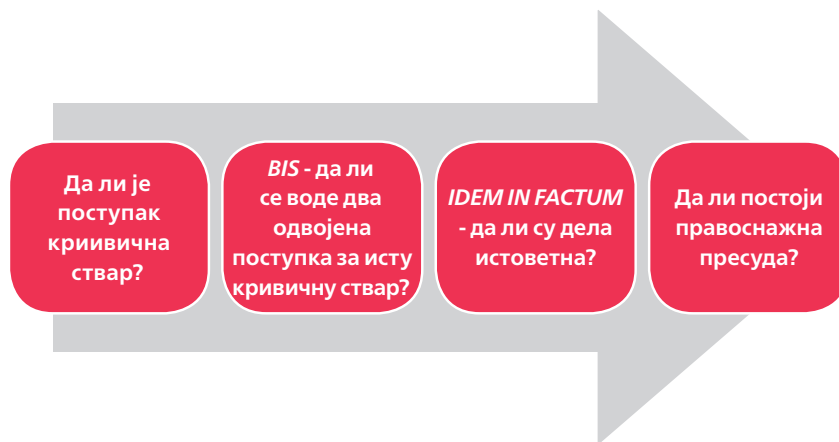 Да ли је
поступак
криивична
ствар?
BIS - да ли
се воде два
одвојена
поступка за исту
кривичну ствар?
IDEM IN FACTUM
- да ли су дела
истоветна?
Да ли постоји
правоснажна
пресуда?